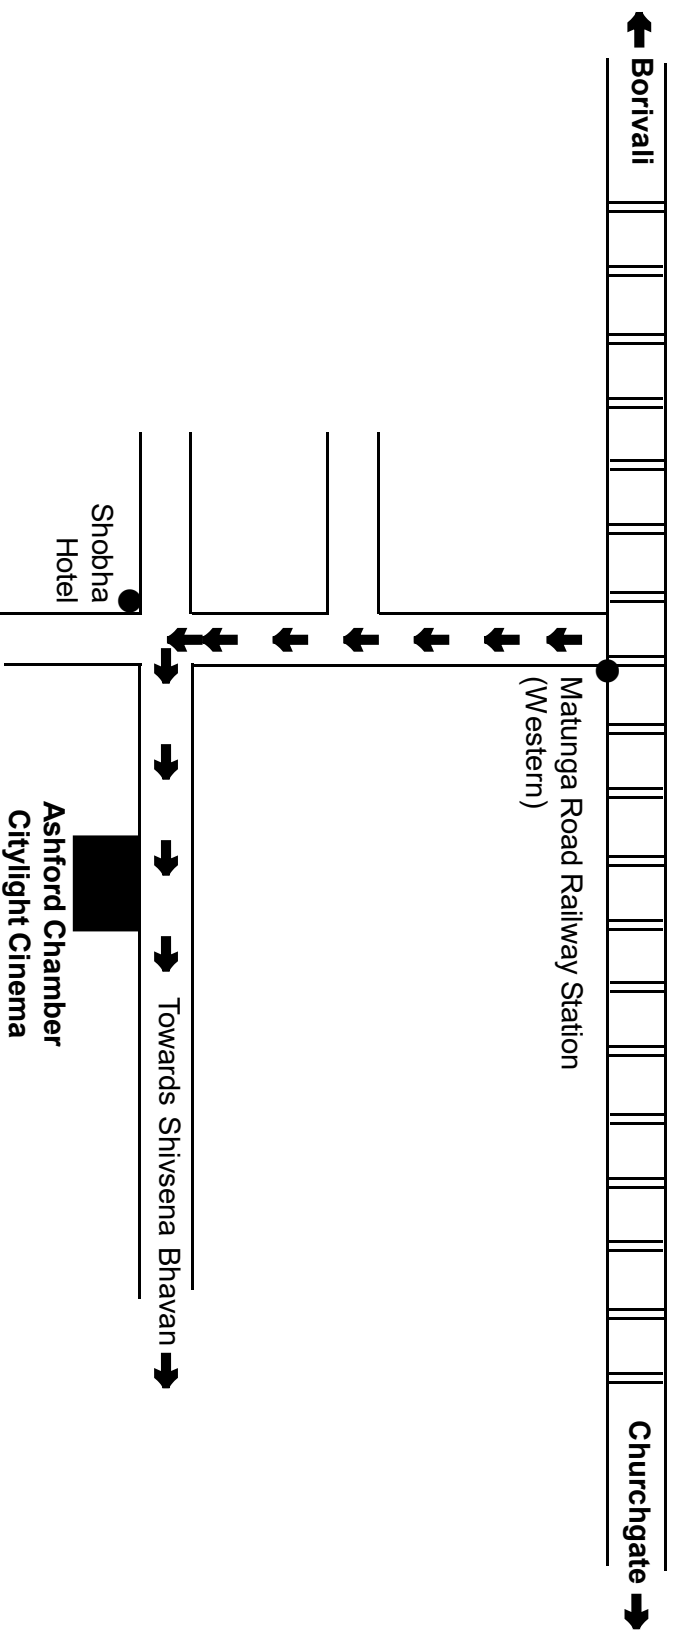 Borivali
Churchgate
Matunga Road Railway Station
(Western)
Towards Shivsena Bhavan
Shobha
Hotel
Ashford Chamber
Citylight Cinema